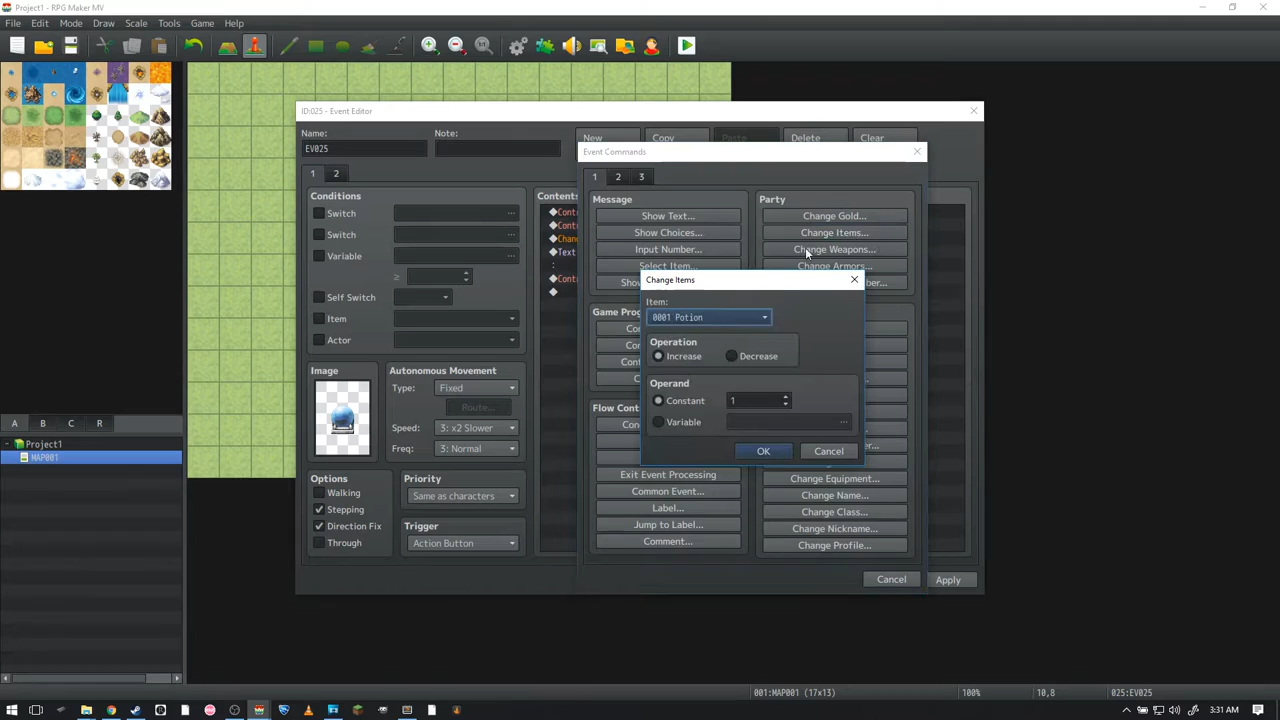 Project1 - RPG Maker MV
File Edit Mode Draw Scale Tools Game Help
ID:025 - Event Editor
Name: Note:
EV025
New Copy Paste Delete Clear
1 2
Conditions
Switch
Switch
Variable
≥
Self Switch
Item
Actor
Image
Autonomous Movement
Type: Fixed
Route...
Speed: 3: x2 Slower
Freq: 3: Normal
Options
Walking
Stepping
Direction Fix
Through
Priority
Same as characters
Trigger
Action Button
Contents
◆Contr
◆Contr
◆Chan
◆Text
:
◆Contr
◆
Cancel Apply
Event Commands
1 2 3
Message
Show Text...
Show Choices...
Input Number...
Select Item...
Party
Change Gold...
Change Items...
Change Weapons...
Change Armors...
Game Prog
Flow Cont
Exit Event Processing
Common Event...
Label...
Jump to Label...
Comment...
Change Equipment...
Change Name...
Change Class...
Change Nickname...
Change Profile...
Change Items
Item:
0001 Potion
Operation
Increase Decrease
Operand
Constant 1
Variable ...
OK Cancel
A B C R
Project1
MAP001
001:MAP001 (17x13) 100% 10,8 025:EV025
3:31 AM